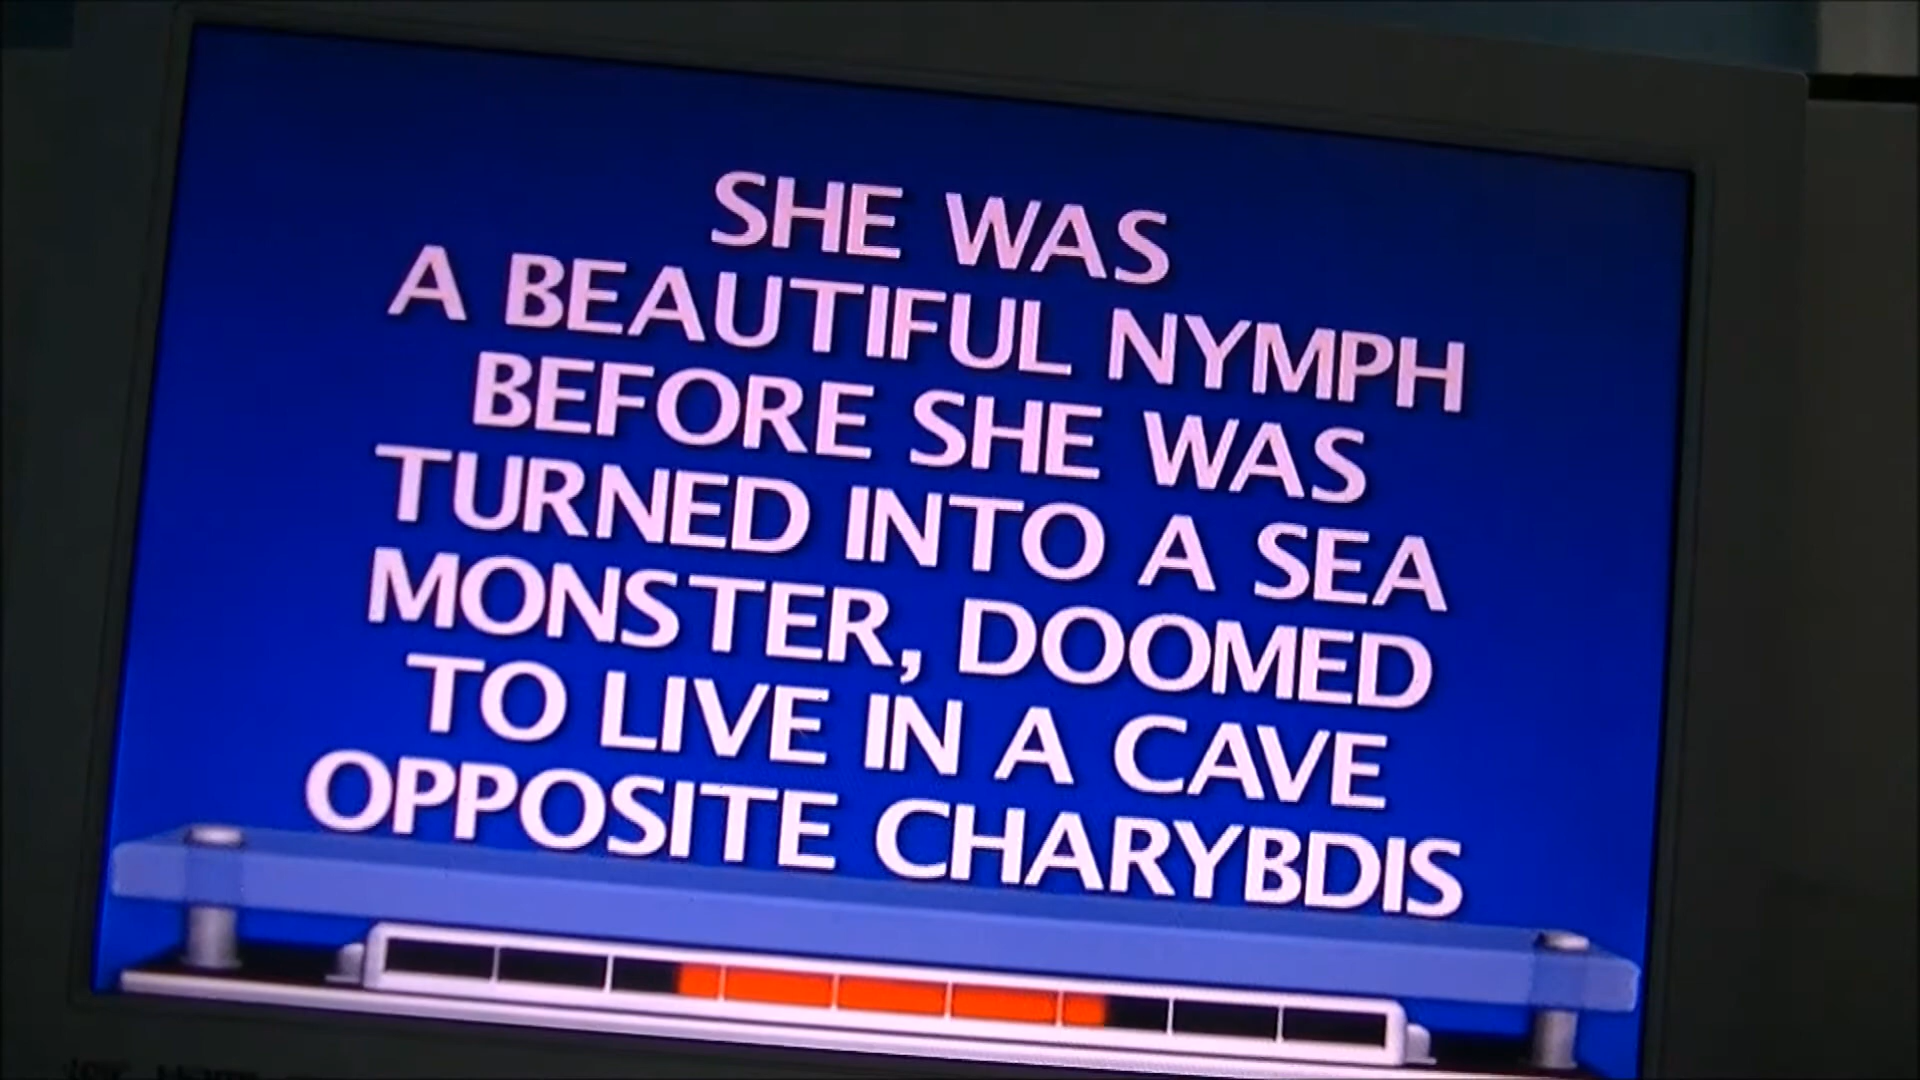 SHE WAS
A BEAUTIFUL NYMPH
BEFORE SHE WAS
TURNED INTO A SEA
MONSTER, DOOMED
TO LIVE IN A CAVE
OPPOSITE CHARYBDIS